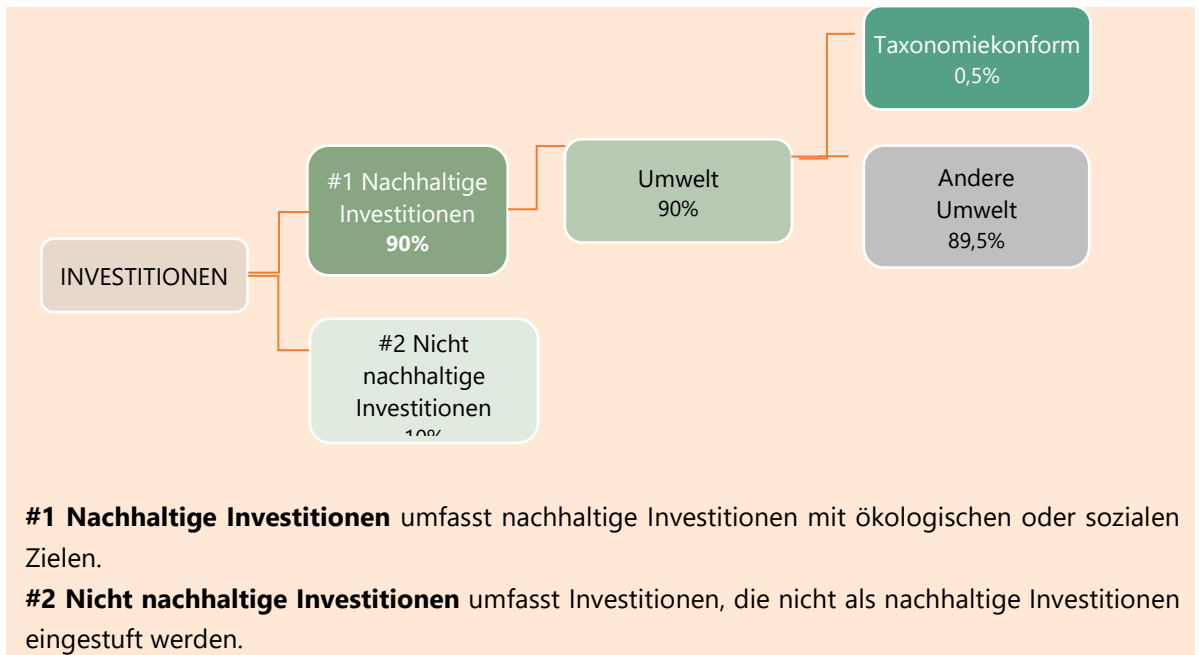 Taxonomiekonform
0,5%
#1 Nachhaltige
Investitionen
90%
Umwelt
90%
Andere
Umwelt
89,5%
INVESTITIONEN
#2 Nicht
nachhaltige
Investitionen
10%
#1 Nachhaltige Investitionen umfasst nachhaltige Investitionen mit ökologischen oder sozialen
Zielen.
#2 Nicht nachhaltige Investitionen umfasst Investitionen, die nicht als nachhaltige Investitionen
eingestuft werden.